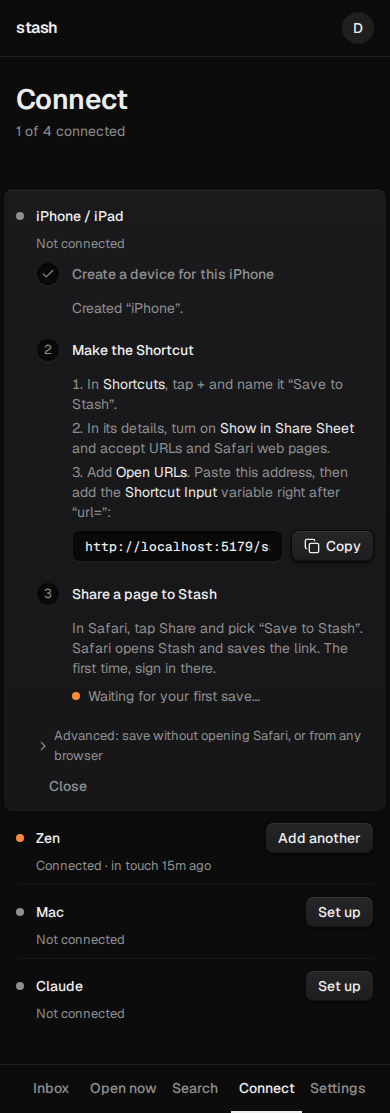 stash
D
Connect
1 of 4 connected
iPhone / iPad
Not connected
Create a device for this iPhone
Created “iPhone”.
2
Make the Shortcut
1. In Shortcuts, tap + and name it “Save to
Stash”.
2. In its details, turn on Show in Share Sheet
and accept URLs and Safari web pages.
3. Add Open URLs. Paste this address, then
add the Shortcut Input variable right after
“url=”:
http://localhost:5179/s
Copy
3
Share a page to Stash
In Safari, tap Share and pick “Save to Stash”.
Safari opens Stash and saves the link. The
first time, sign in there.
Waiting for your first save…
Advanced: save without opening Safari, or from any
browser
Close
Zen
Add another
Connected · in touch 15m ago
Mac
Set up
Not connected
Claude
Set up
Not connected
Inbox Open now Search Connect Settings